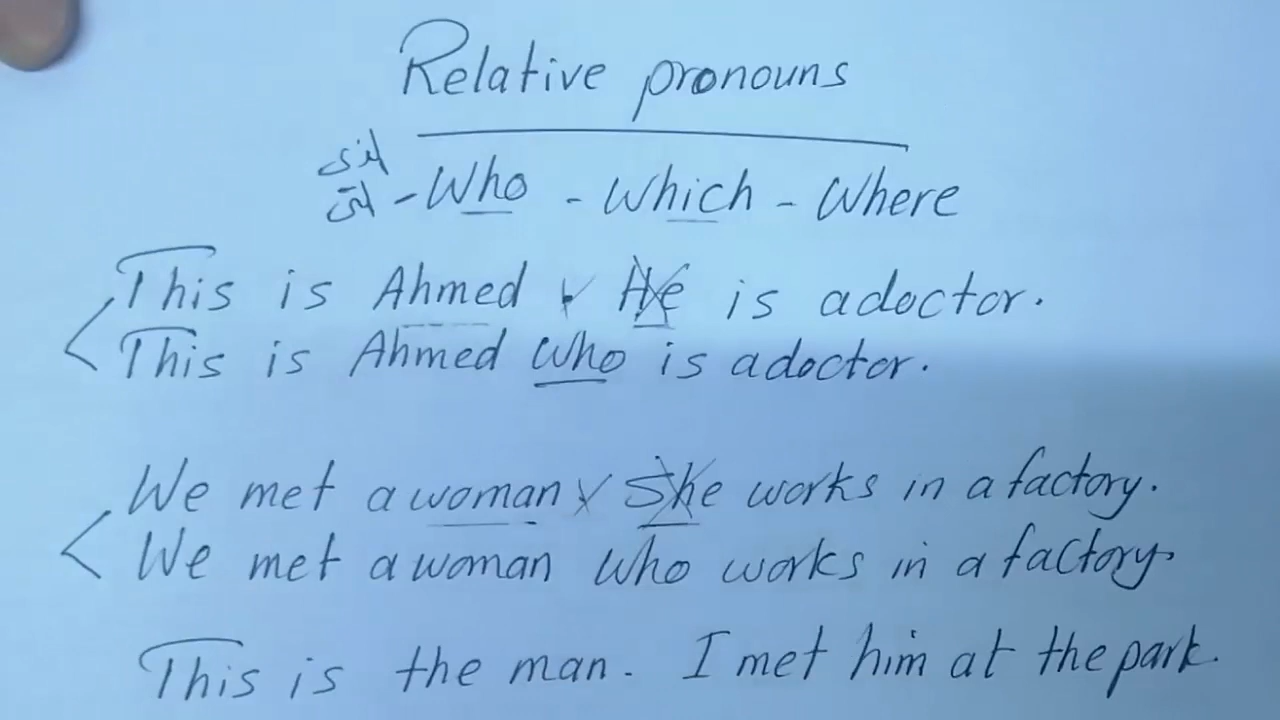 Relative pronouns
الذى
التى
- Who - Which - Where
This is Ahmed. He is a doctor.
This is Ahmed who is a doctor.
We met a woman. She works in a factory.
We met a woman who works in a factory.
This is the man. I met him at the park.